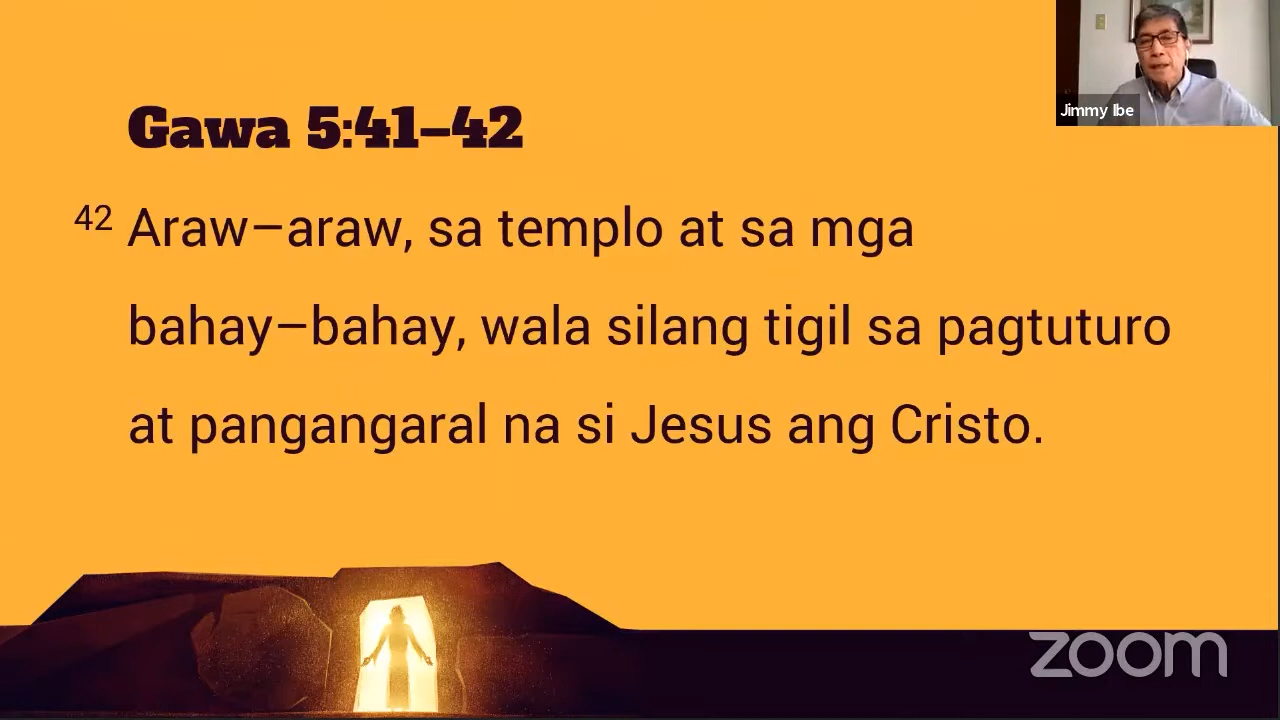 Gawa 5:41–42
42 Araw–araw, sa templo at sa mga
bahay–bahay, wala silang tigil sa pagtuturo
at pangangaral na si Jesus ang Cristo.
Jimmy Ibe
zoom